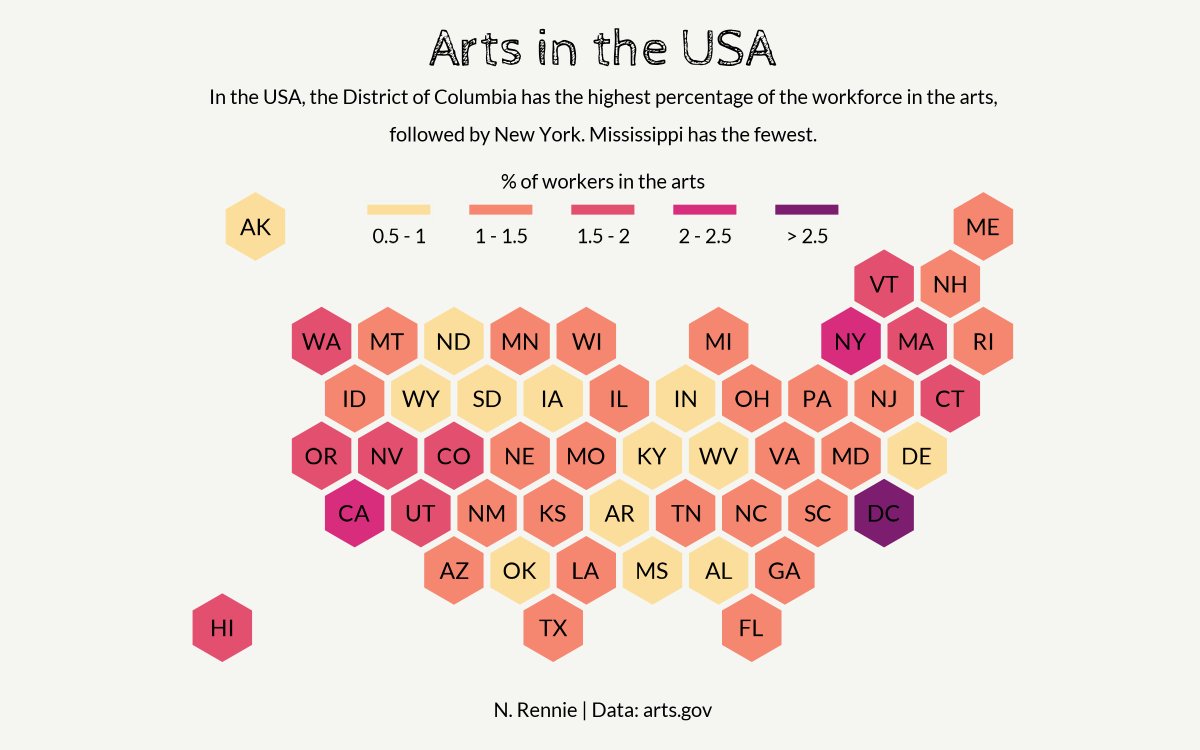 Arts in the USA
In the USA, the District of Columbia has the highest percentage of the workforce in the arts,
followed by New York. Mississippi has the fewest.
% of workers in the arts
0.5 - 1 1 - 1.5 1.5 - 2 2 - 2.5 > 2.5
AK ME
VT NH
WA MT ND MN WI MI NY MA RI
ID WY SD IA IL IN OH PA NJ CT
OR NV CO NE MO KY WV VA MD DE
CA UT NM KS AR TN NC SC DC
AZ OK LA MS AL GA
HI TX FL
N. Rennie | Data: arts.gov